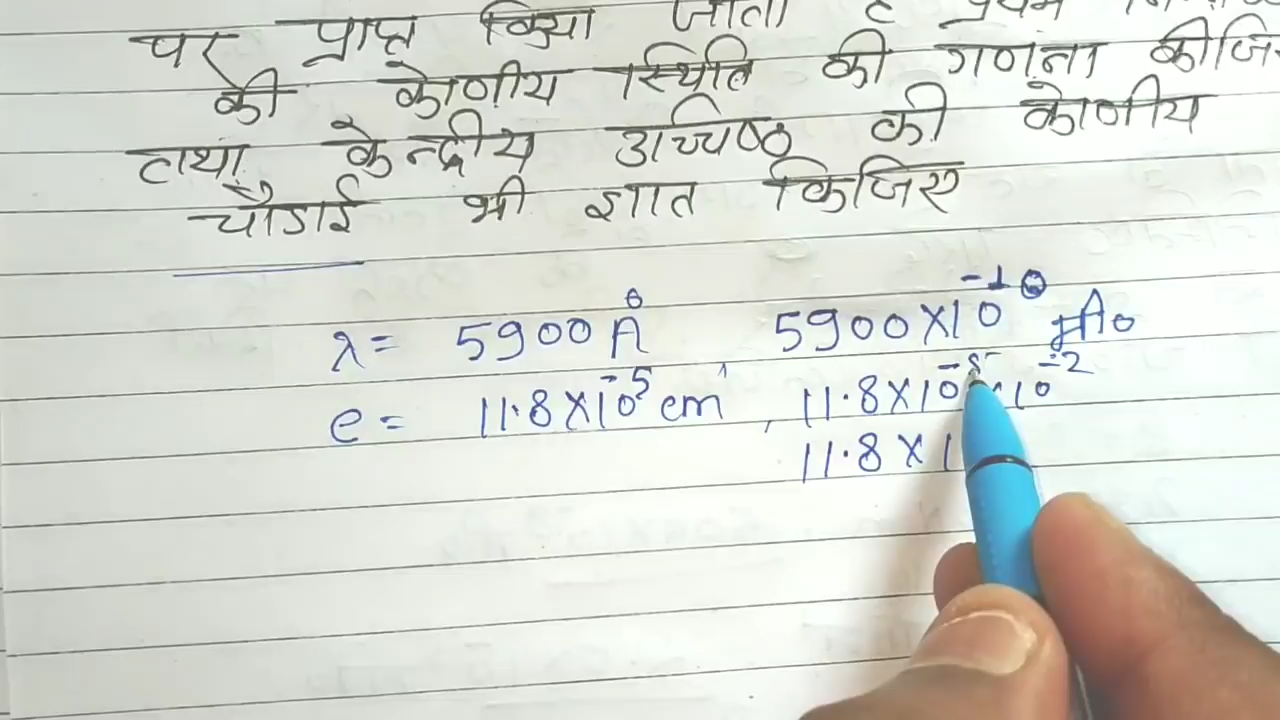 पर प्राप्त किया जाता है प्रथम
की कोणीय स्थिति की गणना कीजि
तथा केन्द्रीय उच्चिष्ठ की कोणीय
चौडाई भी ज्ञात किजिए
λ= 5900 Å , 5900×10⁻¹⁰ मी०
e = 11.8×10⁻⁵ cm , 11.8×10⁻⁵×10⁻²
11.8 × 1